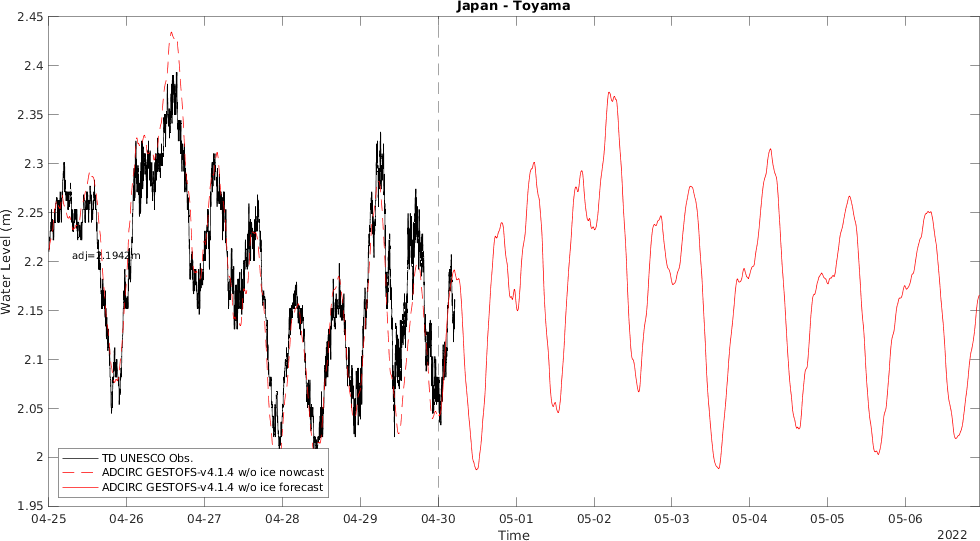 Japan - Toyama
2.45
2.4
2.35
2.3
2.25
2.2
2.15
2.1
2.05
2
1.95
Water Level (m)
adj=2.1942m
TD UNESCO Obs.
ADCIRC GESTOFS-v4.1.4 w/o ice nowcast
ADCIRC GESTOFS-v4.1.4 w/o ice forecast
04-25 04-26 04-27 04-28 04-29 04-30 05-01 05-02 05-03 05-04 05-05 05-06
Time
2022